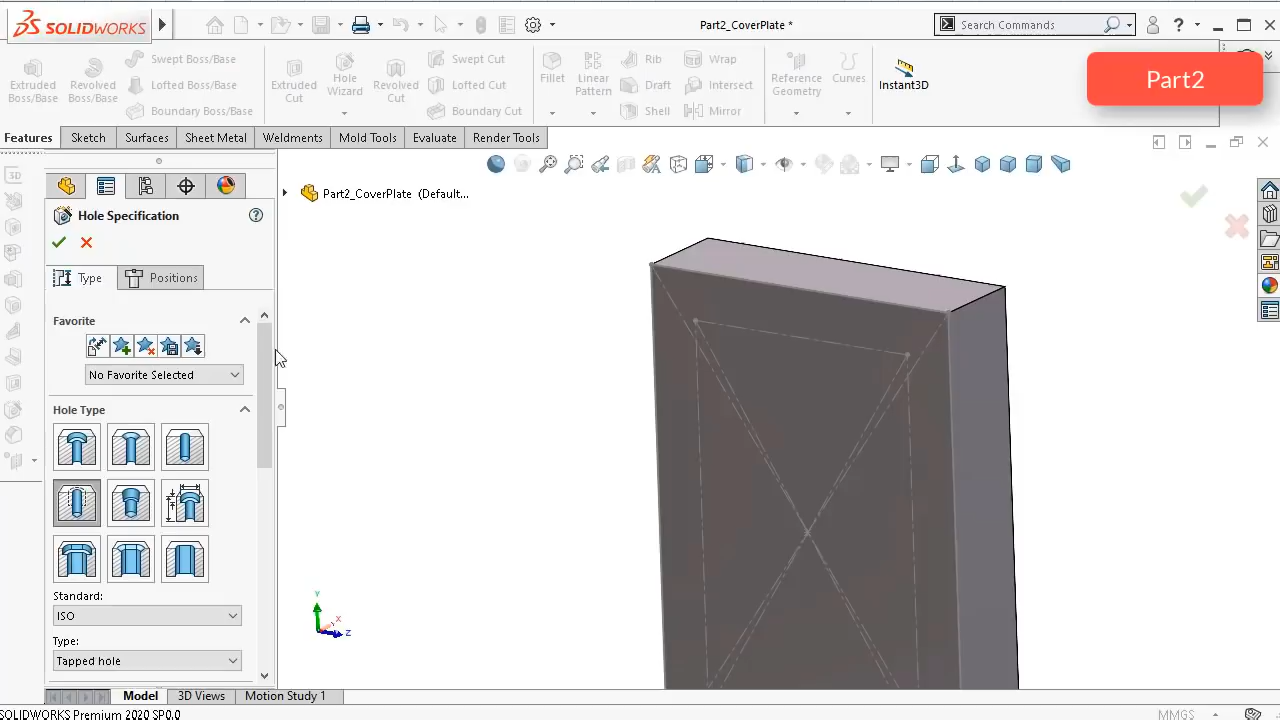 SOLIDWORKS
Part2_CoverPlate *
Search Commands
Part2
Extruded Boss/Base
Revolved Boss/Base
Swept Boss/Base
Lofted Boss/Base
Boundary Boss/Base
Extruded Cut
Hole Wizard
Revolved Cut
Swept Cut
Lofted Cut
Boundary Cut
Fillet
Linear Pattern
Rib
Draft
Shell
Wrap
Intersect
Mirror
Reference Geometry
Curves
Instant3D
Features
Sketch
Surfaces
Sheet Metal
Weldments
Mold Tools
Evaluate
Render Tools
Part2_CoverPlate (Default...
Hole Specification
Type
Positions
Favorite
No Favorite Selected
Hole Type
Standard:
ISO
Type:
Tapped hole
Y
X
Z
Model
3D Views
Motion Study 1
SOLIDWORKS Premium 2020 SP0.0
MMGS